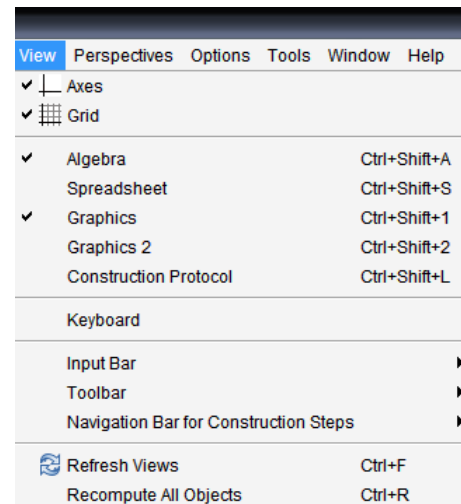 View Perspectives Options Tools Window Help
Axes
Grid
Algebra Ctrl+Shift+A
Spreadsheet Ctrl+Shift+S
Graphics Ctrl+Shift+1
Graphics 2 Ctrl+Shift+2
Construction Protocol Ctrl+Shift+L
Keyboard
Input Bar
Toolbar
Navigation Bar for Construction Steps
Refresh Views Ctrl+F
Recompute All Objects Ctrl+R